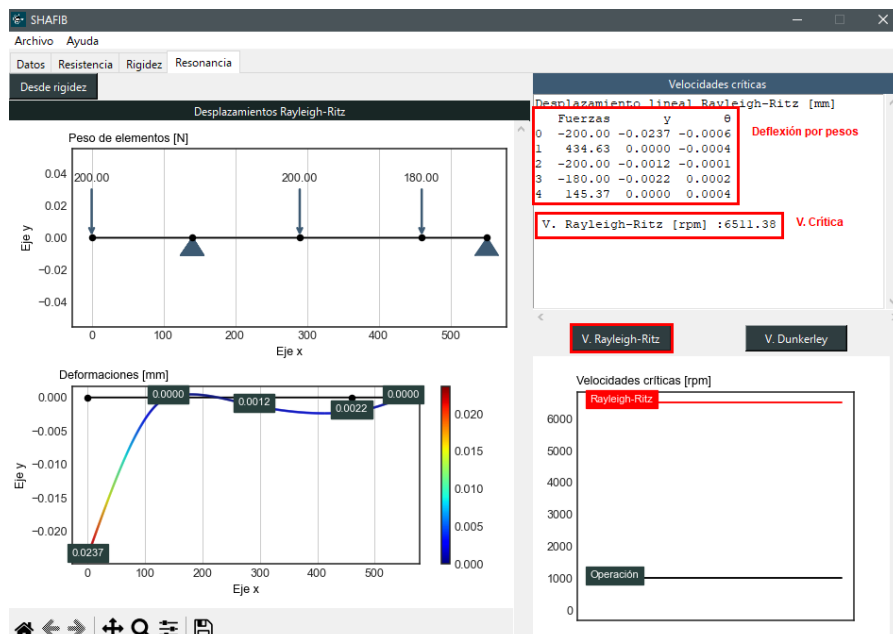 SHAFIB
Archivo Ayuda
Datos Resistencia Rigidez Resonancia
Desde rigidez
Desplazamientos Rayleigh-Ritz
Peso de elementos [N]
200.00 200.00 180.00
0.04
0.02
0.00
−0.02
−0.04
Eje y
0 100 200 300 400 500
Eje x
Deformaciones [mm]
0.000
−0.005
−0.010
−0.015
−0.020
Eje y
0.0237 0.0000 0.0012 0.0022 0.0000
0 100 200 300 400 500
Eje x
0.020
0.015
0.010
0.005
0.000
Velocidades críticas
Desplazamiento lineal Rayleigh-Ritz [mm]
Fuerzas y θ
0 -200.00 -0.0237 -0.0006
1 434.63 0.0000 -0.0004
2 -200.00 -0.0012 -0.0001
3 -180.00 -0.0022 0.0002
4 145.37 0.0000 0.0004
Deflexión por pesos
V. Rayleigh-Ritz [rpm] :6511.38
V. Crítica
V. Rayleigh-Ritz V. Dunkerley
Velocidades críticas [rpm]
Rayleigh-Ritz
6000
5000
4000
3000
2000
1000
0
Operación